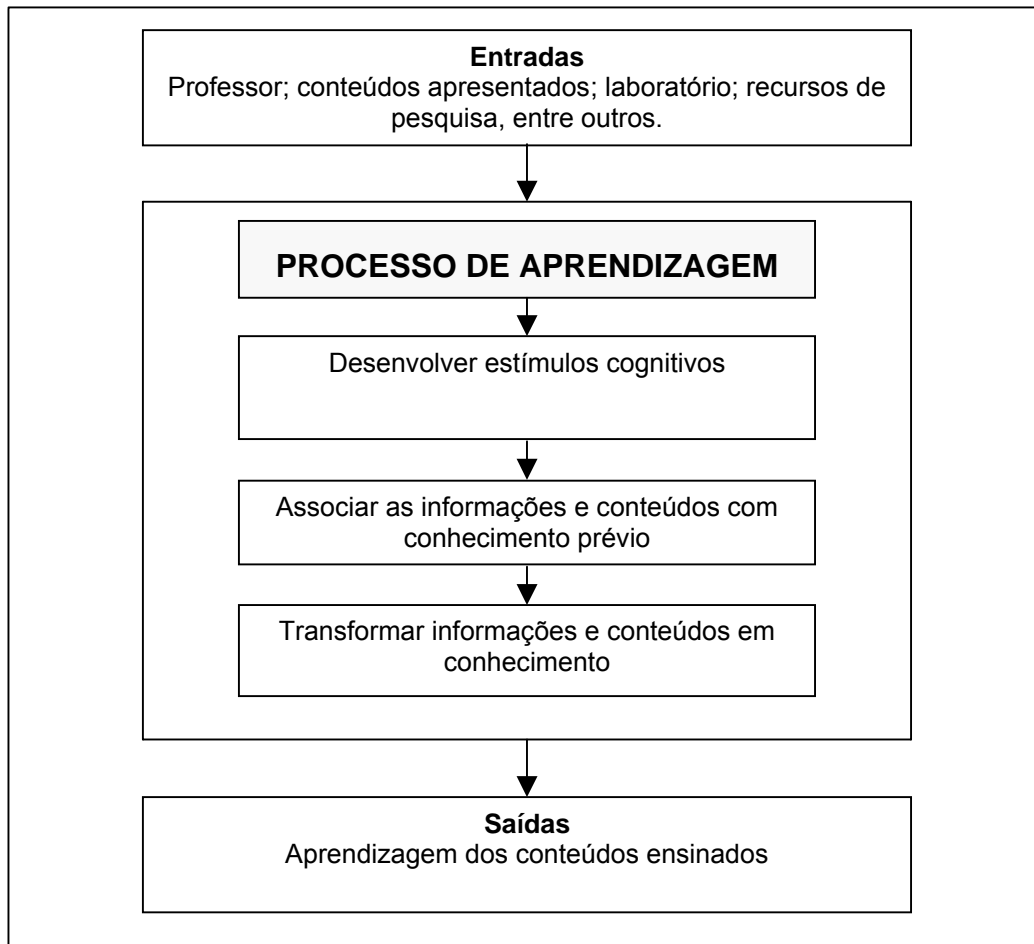 Entradas
Professor; conteúdos apresentados; laboratório; recursos de
pesquisa, entre outros.
PROCESSO DE APRENDIZAGEM
Desenvolver estímulos cognitivos
Associar as informações e conteúdos com
conhecimento prévio
Transformar informações e conteúdos em
conhecimento
Saídas
Aprendizagem dos conteúdos ensinados